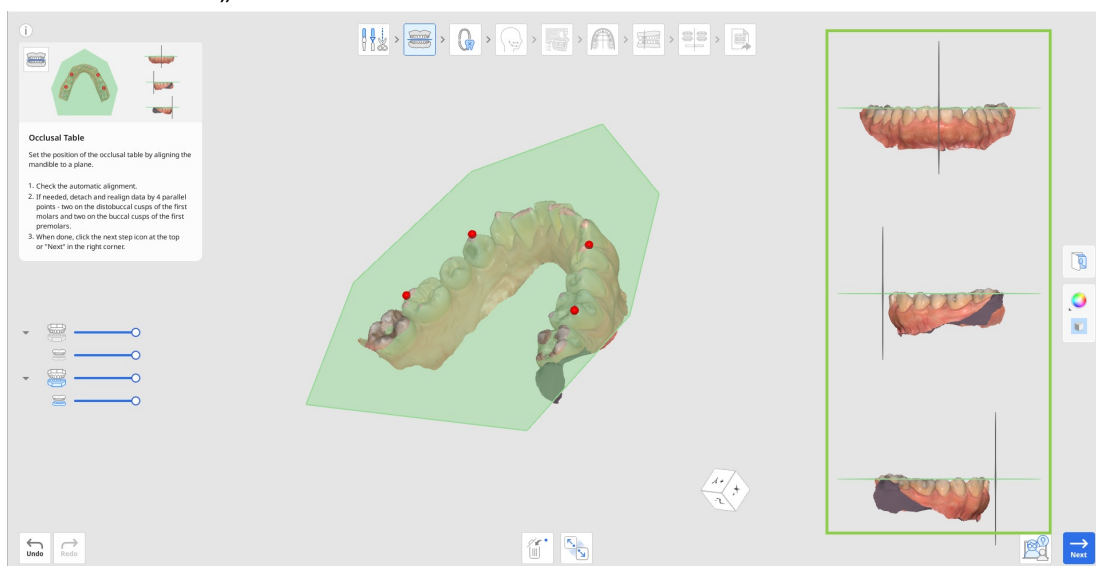 Occlusal Table
Set the position of the occlusal table by aligning the
mandible to a plane.
1. Check the automatic alignment.
2. If needed, detach and realign data by 4 parallel
points - two on the distobuccal cusps of the first
molars and two on the buccal cusps of the first
premolars.
3. When done, click the next step icon at the top
or "Next" in the right corner.
Undo
Redo
Next